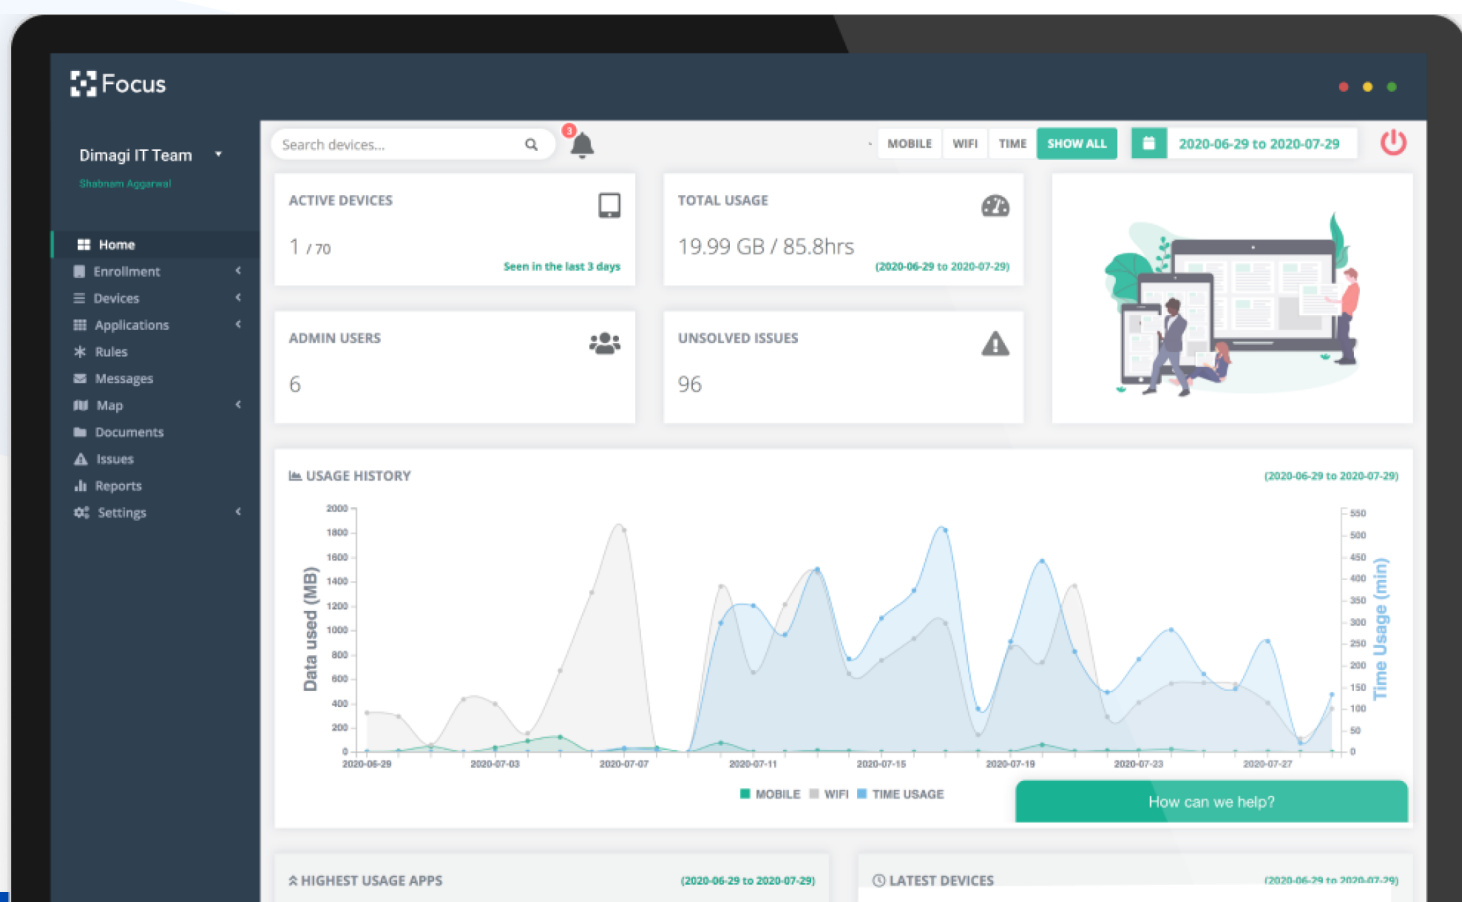 Focus
Dimagi IT Team
Shabnam Aggarwal
Home
Enrollment
Devices
Applications
Rules
Messages
Map
Documents
Issues
Reports
Settings
Search devices...
3
MOBILE WIFI TIME SHOW ALL
2020-06-29 to 2020-07-29
ACTIVE DEVICES
1 / 70
Seen in the last 3 days
TOTAL USAGE
19.99 GB / 85.8hrs
(2020-06-29 to 2020-07-29)
ADMIN USERS
6
UNSOLVED ISSUES
96
USAGE HISTORY
(2020-06-29 to 2020-07-29)
Data used (MB)
2000
1800
1600
1400
1200
1000
800
600
400
200
0
550
500
450
400
350
300
250
200
150
100
50
0
Time Usage (min)
2020-06-29 2020-07-03 2020-07-07 2020-07-11 2020-07-15 2020-07-19 2020-07-23 2020-07-27
MOBILE WIFI TIME USAGE
How can we help?
HIGHEST USAGE APPS
(2020-06-29 to 2020-07-29)
LATEST DEVICES
(2020-06-29 to 2020-07-29)